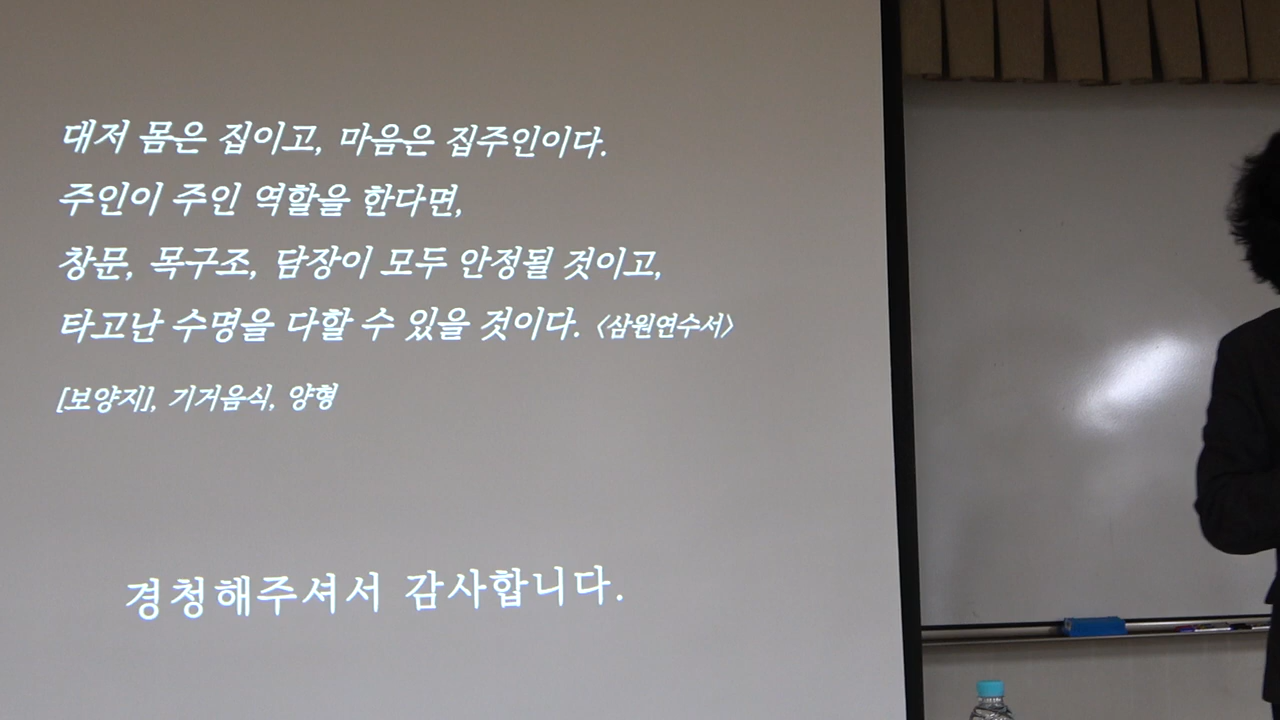 대저 몸은 집이고, 마음은 집주인이다.
주인이 주인 역할을 한다면,
창문, 목구조, 담장이 모두 안정될 것이고,
타고난 수명을 다할 수 있을 것이다. <삼원연수서>
[보양지], 기거음식, 양형
경청해주셔서 감사합니다.